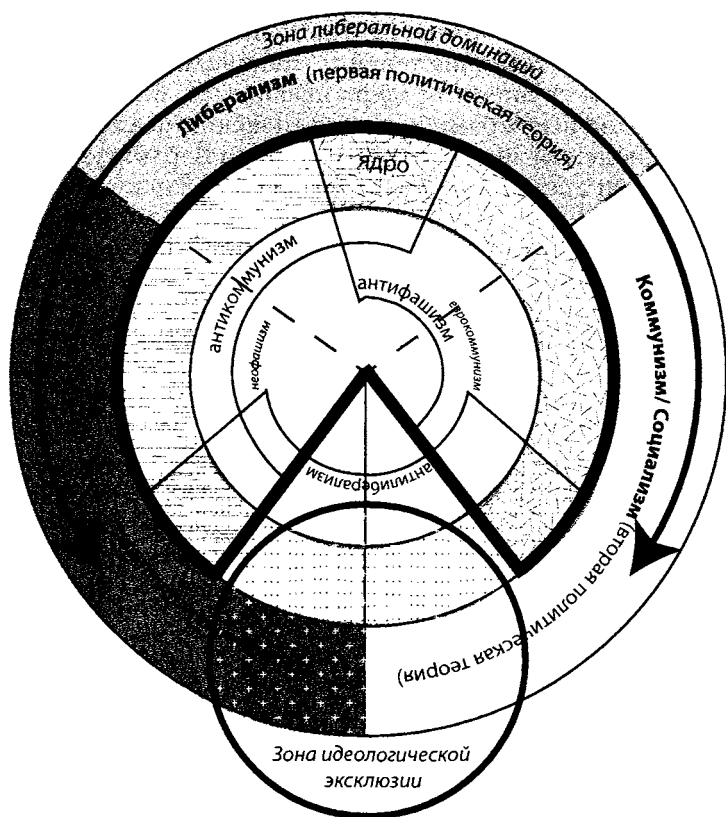 Зона либеральной доминации
Либерализм (первая политическая теория)
ядро
антикоммунизм
антифашизм
неофашизм
еврокоммунизм
антилиберализм
Коммунизм/ Социализм (вторая политическая теория)
Зона идеологической
эксклюзии